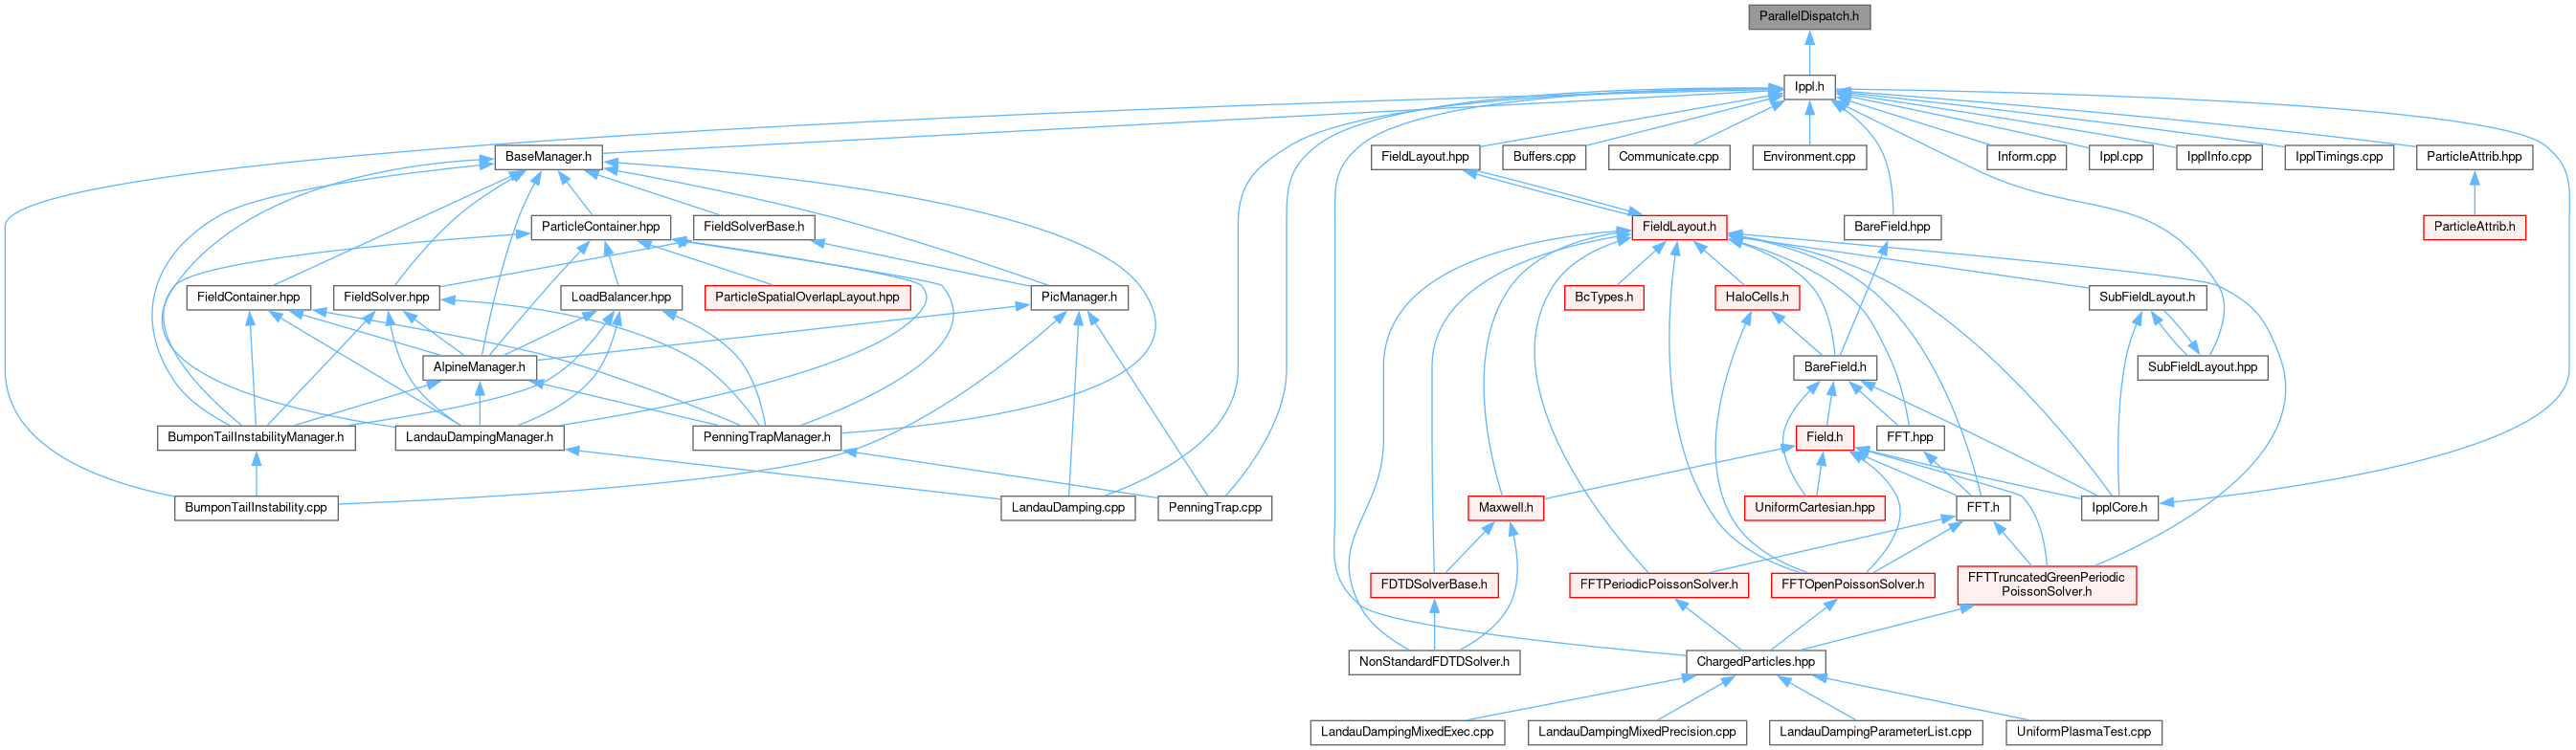 ParallelDispatch.h
Ippl.h
BaseManager.h
FieldLayout.hpp
Buffers.cpp
Communicate.cpp
Environment.cpp
Inform.cpp
Ippl.cpp
IpplInfo.cpp
IpplTimings.cpp
ParticleAttrib.hpp
ParticleContainer.hpp
FieldSolverBase.h
FieldLayout.h
BareField.hpp
ParticleAttrib.h
FieldContainer.hpp
FieldSolver.hpp
LoadBalancer.hpp
ParticleSpatialOverlapLayout.hpp
PicManager.h
BcTypes.h
HaloCells.h
SubFieldLayout.h
AlpineManager.h
BareField.h
SubFieldLayout.hpp
BumponTailInstabilityManager.h
LandauDampingManager.h
PenningTrapManager.h
Field.h
FFT.hpp
BumponTailInstability.cpp
LandauDamping.cpp
PenningTrap.cpp
Maxwell.h
UniformCartesian.hpp
FFT.h
IpplCore.h
FDTDSolverBase.h
FFTPeriodicPoissonSolver.h
FFTOpenPoissonSolver.h
FFTTruncatedGreenPeriodic
PoissonSolver.h
NonStandardFDTDSolver.h
ChargedParticles.hpp
LandauDampingMixedExec.cpp
LandauDampingMixedPrecision.cpp
LandauDampingParameterList.cpp
UniformPlasmaTest.cpp